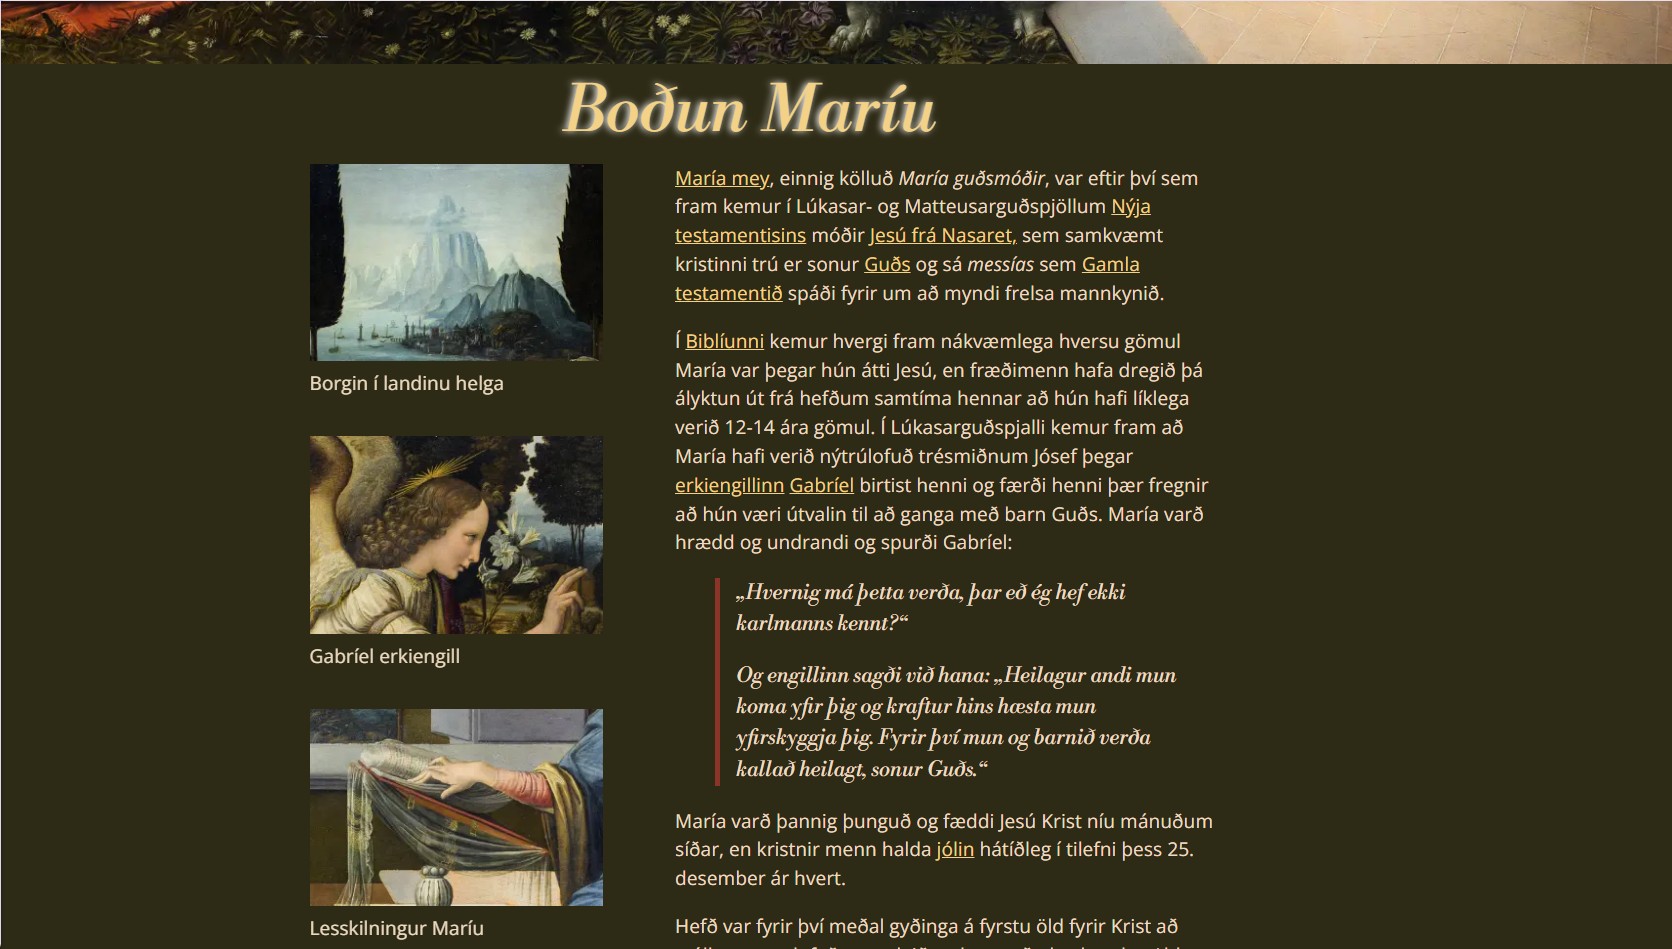 Boðun Maríu
Borgin í landinu helga
Gabríel erkiengill
Lesskilningur Maríu
María mey, einnig kölluð María guðsmóðir, var eftir því sem
fram kemur í Lúkasar- og Matteusarguðspjöllum Nýja
testamentisins móðir Jesú frá Nasaret, sem samkvæmt
kristinni trú er sonur Guðs og sá messías sem Gamla
testamentið spáði fyrir um að myndi frelsa mannkynið.
Í Biblíunni kemur hvergi fram nákvæmlega hversu gömul
María var þegar hún átti Jesú, en fræðimenn hafa dregið þá
ályktun út frá hefðum samtíma hennar að hún hafi líklega
verið 12-14 ára gömul. Í Lúkasarguðspjalli kemur fram að
María hafi verið nýtrúlofuð trésmiðnum Jósef þegar
erkiengillinn Gabríel birtist henni og færði henni þær fregnir
að hún væri útvalin til að ganga með barn Guðs. María varð
hrædd og undrandi og spurði Gabríel:
„Hvernig má þetta verða, þar eð ég hef ekki
karlmanns kennt?“
Og engillinn sagði við hana: „Heilagur andi mun
koma yfir þig og kraftur hins hæsta mun
yfirskyggja þig. Fyrir því mun og barnið verða
kallað heilagt, sonur Guðs.“
María varð þannig þunguð og fæddi Jesú Krist níu mánuðum
síðar, en kristnir menn halda jólin hátíðleg í tilefni þess 25.
desember ár hvert.
Hefð var fyrir því meðal gyðinga á fyrstu öld fyrir Krist að